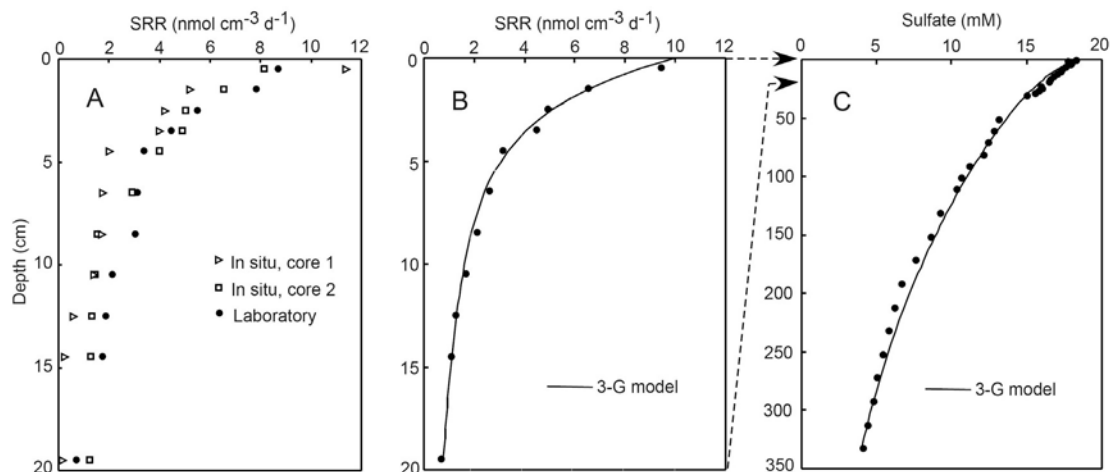 SRR (nmol cm-3 d-1)
0 2 4 6 8 10 12
A
0
5
10
15
20
Depth (cm)
In situ, core 1
In situ, core 2
Laboratory
SRR (nmol cm-3 d-1)
0 2 4 6 8 10 12
B
0
5
10
15
20
3-G model
Sulfate (mM)
0 5 10 15 20
C
0
50
100
150
200
250
300
350
3-G model